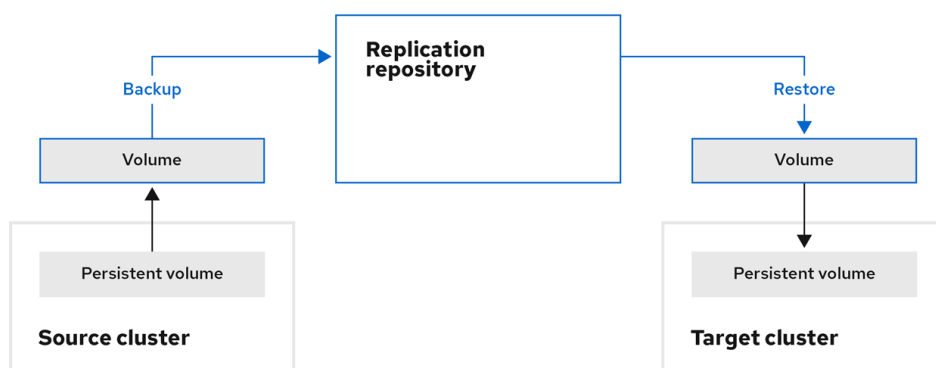 Replication
repository
Backup
Restore
Volume
Volume
Persistent volume
Persistent volume
Source cluster
Target cluster